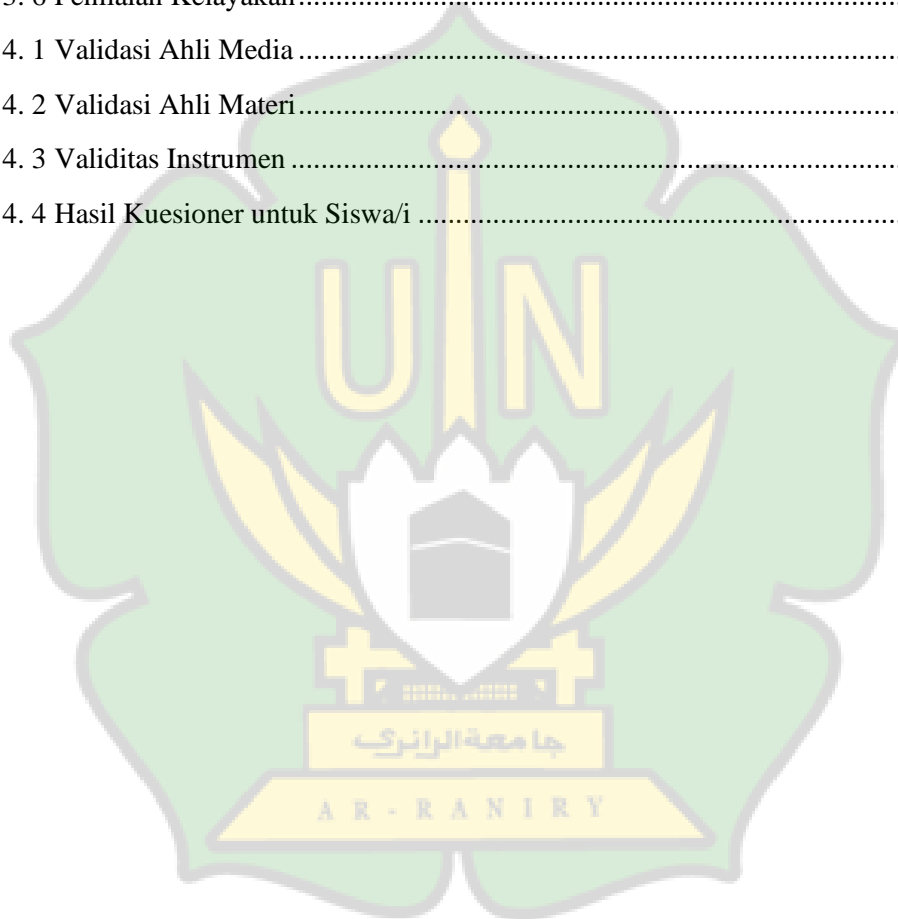 3. 6 Penilaian Kelayakan
4. 1 Validasi Ahli Media
4. 2 Validasi Ahli Materi
4. 3 Validitas Instrumen
4. 4 Hasil Kuesioner untuk Siswa/i
UIN
جامعة الرانري
AR-RANIRY